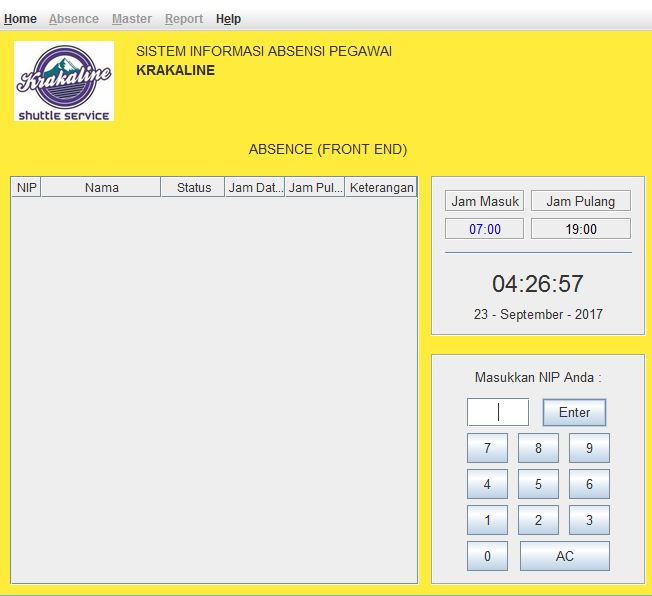 Home Absence Master Report Help
Krakaline
shuttle service
SISTEM INFORMASI ABSENSI PEGAWAI
KRAKALINE
ABSENCE (FRONT END)
NIP Nama Status Jam Dat... Jam Pul... Keterangan
Jam Masuk Jam Pulang
07:00 19:00
04:26:57
23 - September - 2017
Masukkan NIP Anda :
Enter
7 8 9
4 5 6
1 2 3
0 AC